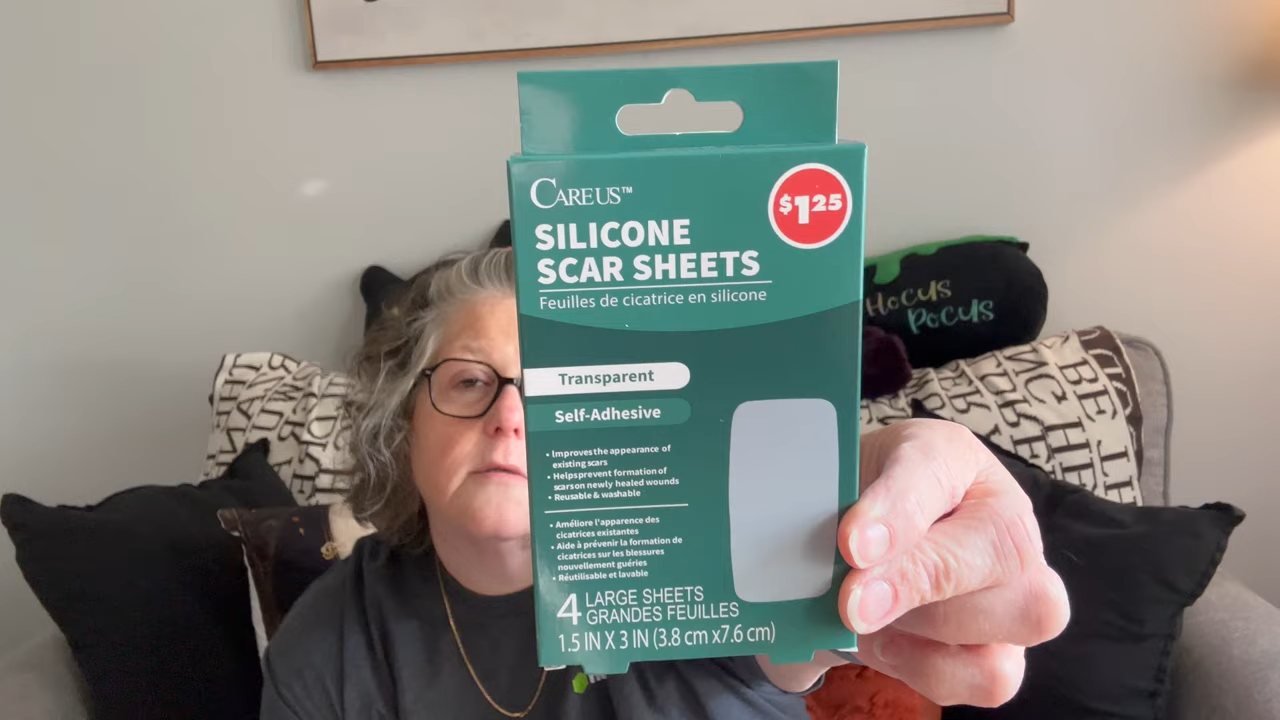 CAREUS™
$1.25
SILICONE
SCAR SHEETS
Feuilles de cicatrice en silicone
Transparent
Self-Adhesive
• Improves the appearance of
existing scars
• Helps prevent formation of
scars on newly healed wounds
• Reusable & washable
• Améliore l'apparence des
cicatrices existantes
• Aide à prévenir la formation de
cicatrices sur les blessures
nouvellement guéries
• Réutilisable et lavable
4 LARGE SHEETS
GRANDES FEUILLES
1.5 IN X 3 IN (3.8 cm x7.6 cm)
HOCUS
POCUS